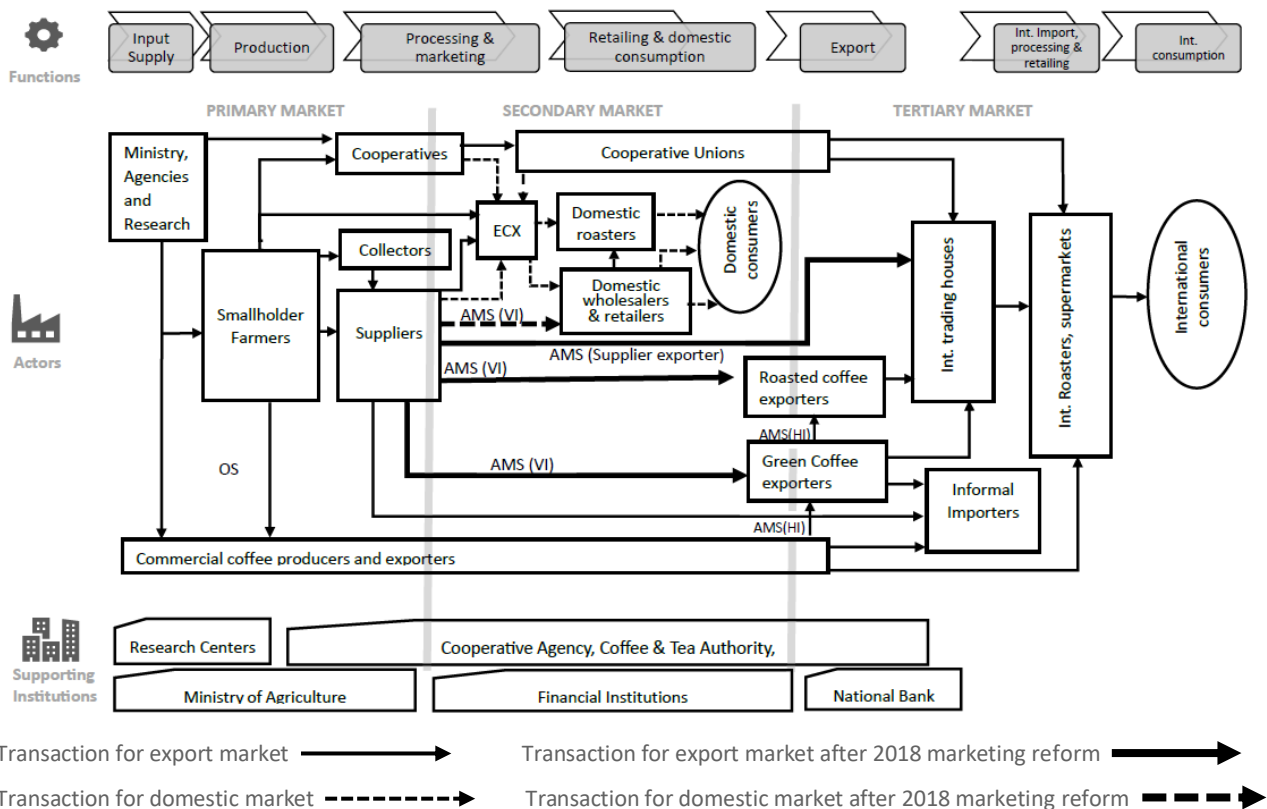 Functions
Input
Supply
Production
Processing &
marketing
Retailing & domestic
consumption
Export
Int. Import,
processing &
retailing
Int.
consumption
PRIMARY MARKET
SECONDARY MARKET
TERTIARY MARKET
Actors
Ministry,
Agencies
and
Research
Cooperatives
Cooperative Unions
Collectors
ECX
Domestic
roasters
Domestic
consumers
Smallholder
Farmers
Suppliers
Domestic
wholesalers
& retailers
AMS (VI)
AMS (Supplier exporter)
AMS (VI)
Roasted coffee
exporters
Int. trading houses
Int. Roasters, supermarkets
International
consumers
AMS(HI)
OS
AMS (VI)
Green Coffee
exporters
Informal
Importers
AMS(HI)
Commercial coffee producers and exporters
Supporting
Institutions
Research Centers
Cooperative Agency, Coffee & Tea Authority,
Ministry of Agriculture
Financial Institutions
National Bank
Transaction for export market
Transaction for export market after 2018 marketing reform
Transaction for domestic market
Transaction for domestic market after 2018 marketing reform